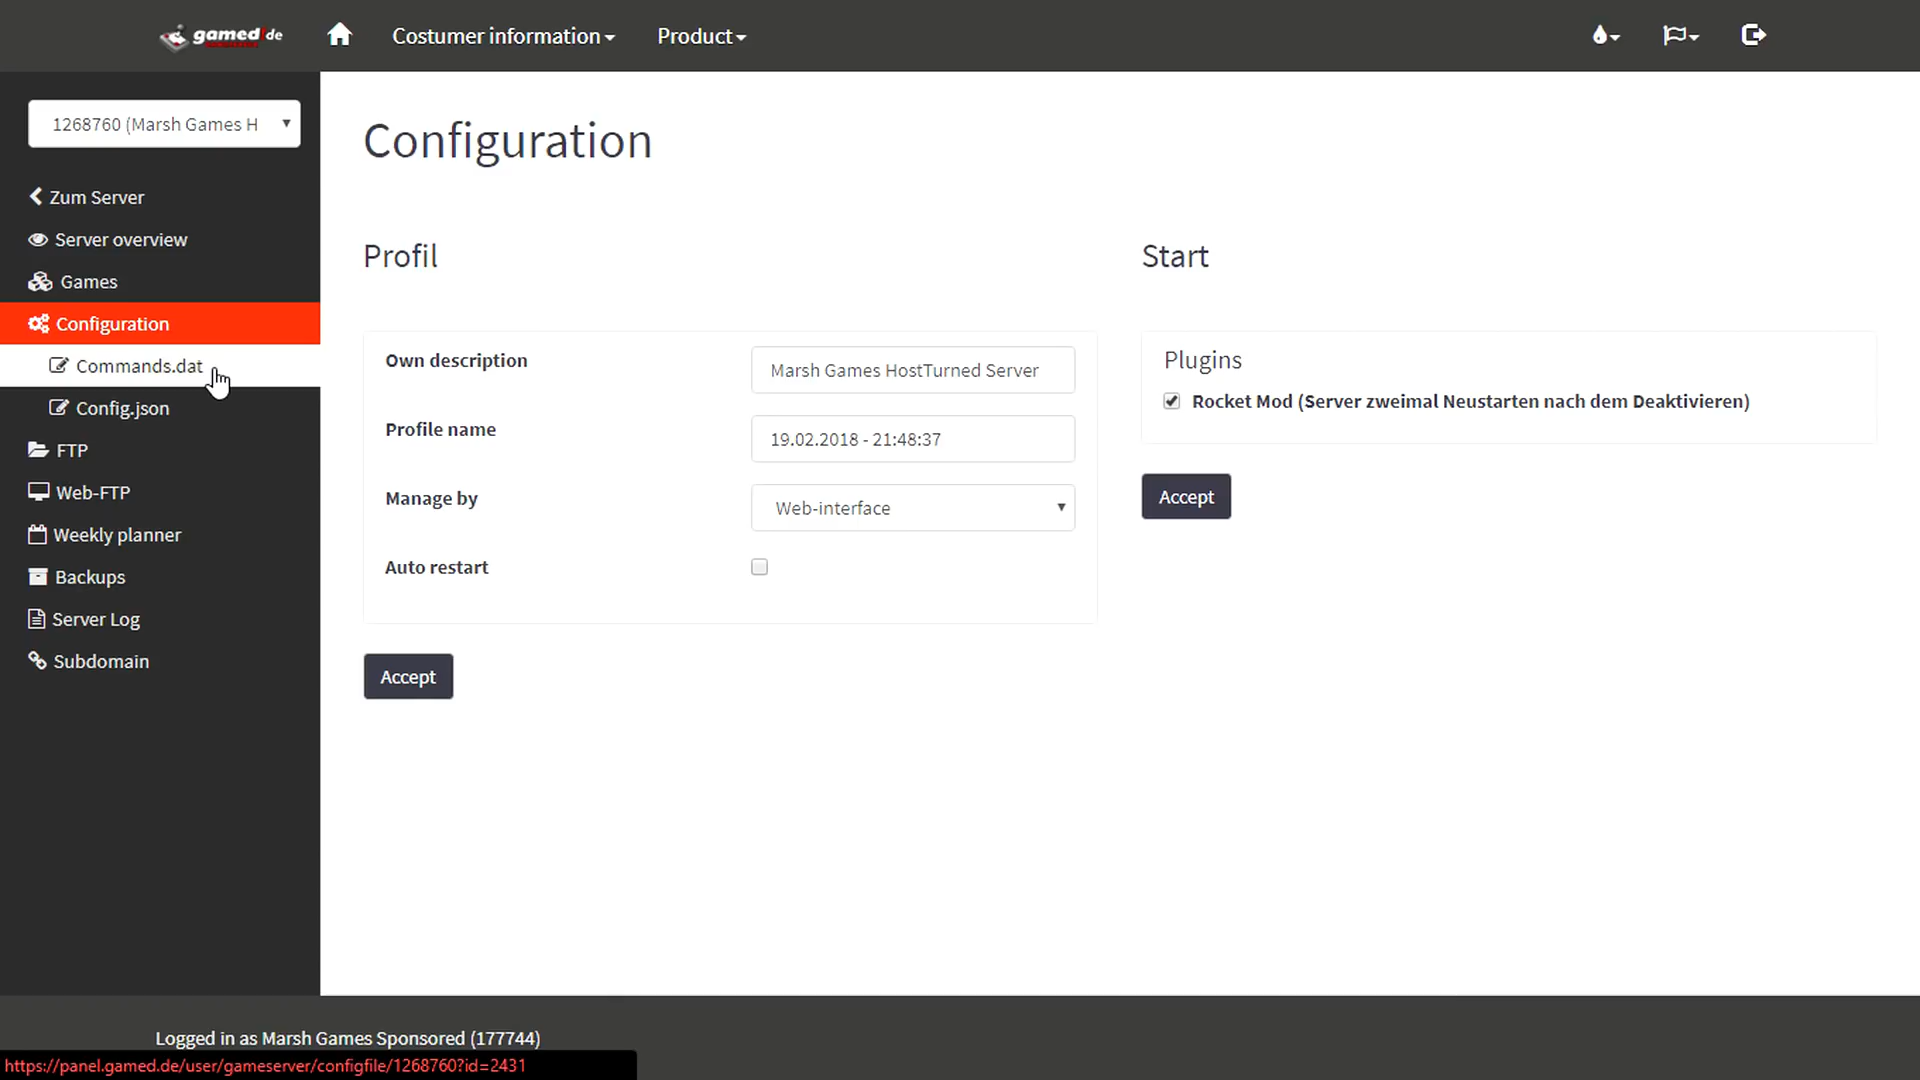 gamed!de
Costumer information
Product
1268760 (Marsh Games H
Zum Server
Server overview
Games
Configuration
Commands.dat
Config.json
FTP
Web-FTP
Weekly planner
Backups
Server Log
Subdomain
Configuration
Profil
Own description
Marsh Games HostTurned Server
Profile name
19.02.2018 - 21:48:37
Manage by
Web-interface
Auto restart
Accept
Start
Plugins
Rocket Mod (Server zweimal Neustarten nach dem Deaktivieren)
Accept
Logged in as Marsh Games Sponsored (177744)
https://panel.gamed.de/user/gameserver/configfile/1268760?id=2431